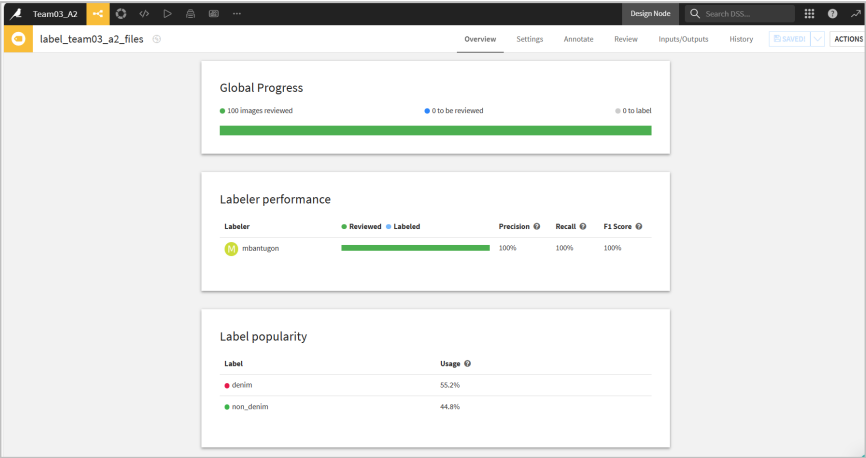 Team03_A2 ... Design Node Search DSS...
label_team03_a2_files Overview Settings Annotate Review Inputs/Outputs History SAVED! ACTIONS
Global Progress
100 images reviewed 0 to be reviewed 0 to label
Labeler performance
Labeler Reviewed Labeled Precision Recall F1 Score
M mbantugon 100% 100% 100%
Label popularity
Label Usage
denim 55.2%
non_denim 44.8%